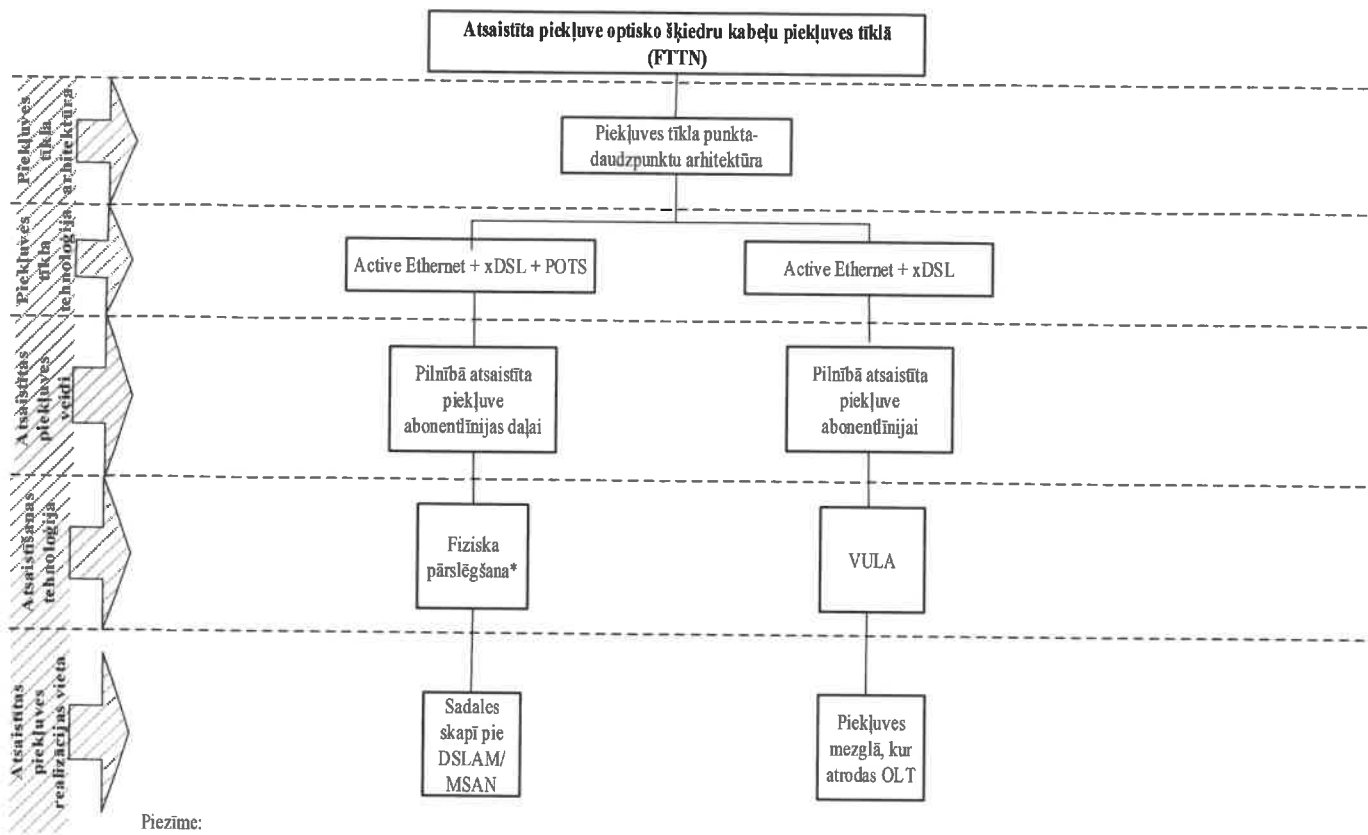 Atsaistīta piekļuve optisko šķiedru kabeļu piekļuves tīklā
(FTTN)
Piekļuves
tīkla
arhitektūra
Piekļuves tīkla punkta-
daudzpunktu arhitektūra
Piekļuves
tīkla
tehnoloģija
Active Ethernet + xDSL + POTS
Active Ethernet + xDSL
Atsaistītas
piekļuves
veidi
Pilnībā atsaistīta
piekļuve
abonentlīnijas daļai
Pilnībā atsaistīta
piekļuve
abonentlīnijai
Atsaistīšanas
tehnoloģija
Fiziska
pārslēgšana*
VULA
Atsaistītas
piekļuves
realizācijas vieta
Sadales
skapī pie
DSLAM/
MSAN
Piekļuves
mezglā, kur
atrodas OLT
Piezīme: